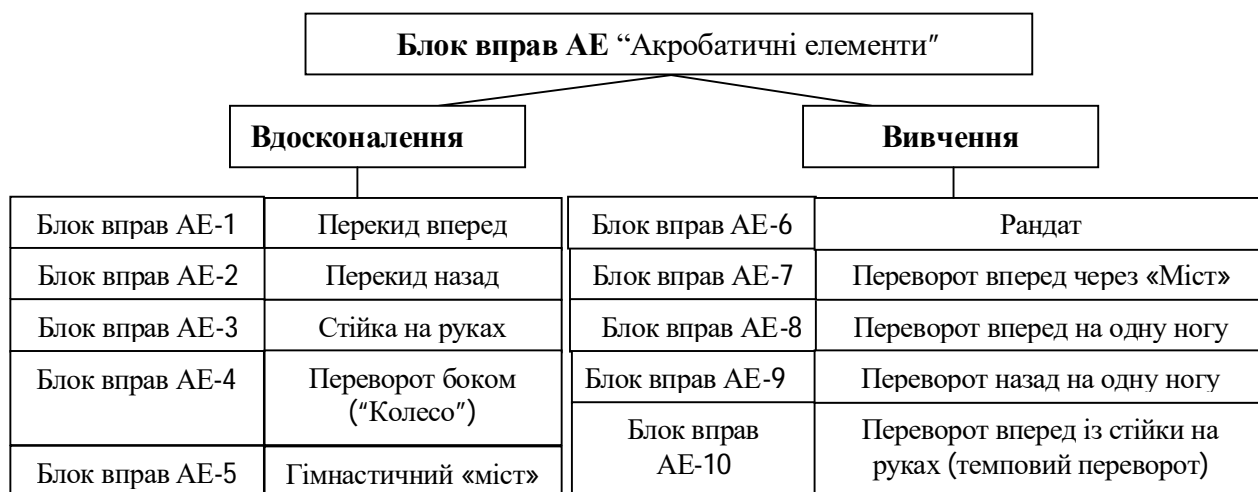 Блок вправ АЕ “Акробатичні елементи”
Вдосконалення
Блок вправ АЕ-1 Перекид вперед
Блок вправ АЕ-2 Перекид назад
Блок вправ АЕ-3 Стійка на руках
Блок вправ АЕ-4 Переворот боком
(“Колесо”)
Блок вправ АЕ-5 Гімнастичний «міст»
Вивчення
Блок вправ АЕ-6 Рандат
Блок вправ АЕ-7 Переворот вперед через «Міст»
Блок вправ АЕ-8 Переворот вперед на одну ногу
Блок вправ АЕ-9 Переворот назад на одну ногу
Блок вправ
АЕ-10
Переворот вперед із стійки на
руках (темповий переворот)